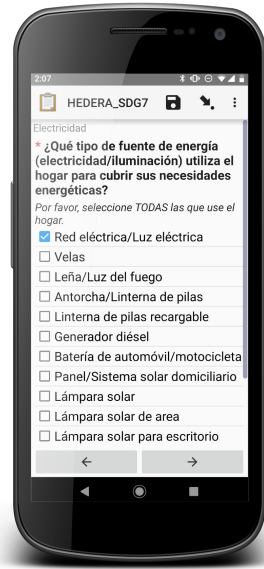 2:07
HEDERA_SDG7
Electricidad
* ¿Qué tipo de fuente de energía
(electricidad/iluminación) utiliza el
hogar para cubrir sus necesidades
energéticas?
Por favor, seleccione TODAS las que use el
hogar.
Red eléctrica/Luz eléctrica
Velas
Leña/Luz del fuego
Antorcha/Linterna de pilas
Linterna de pilas recargable
Generador diésel
Batería de automóvil/motocicleta
Panel/Sistema solar domiciliario
Lámpara solar
Lámpara solar de area
Lámpara solar para escritorio